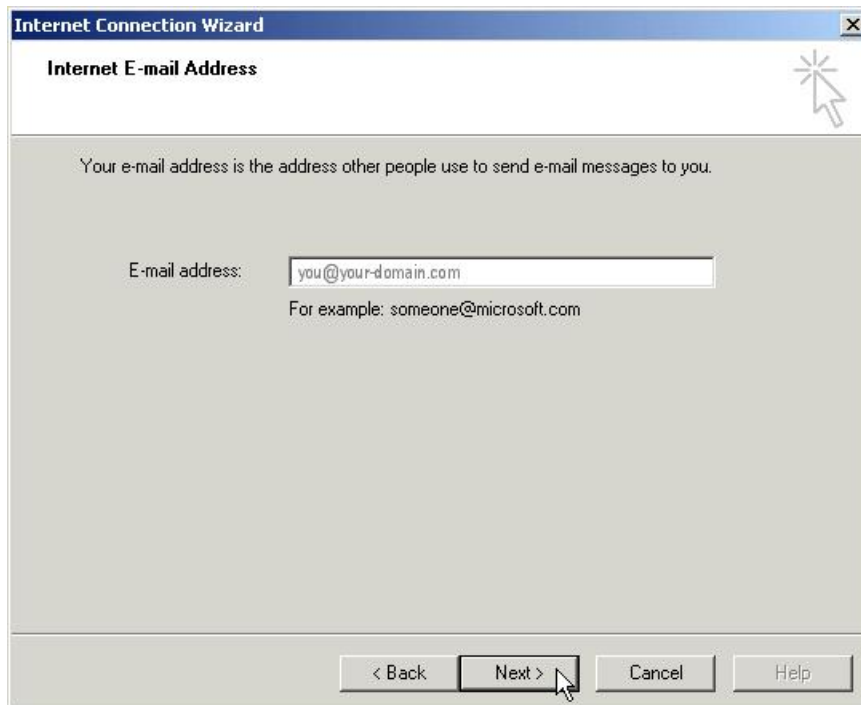 Internet Connection Wizard
Internet E-mail Address
Your e-mail address is the address other people use to send e-mail messages to you.
E-mail address: you@your-domain.com
For example: someone@microsoft.com
< Back Next > Cancel Help